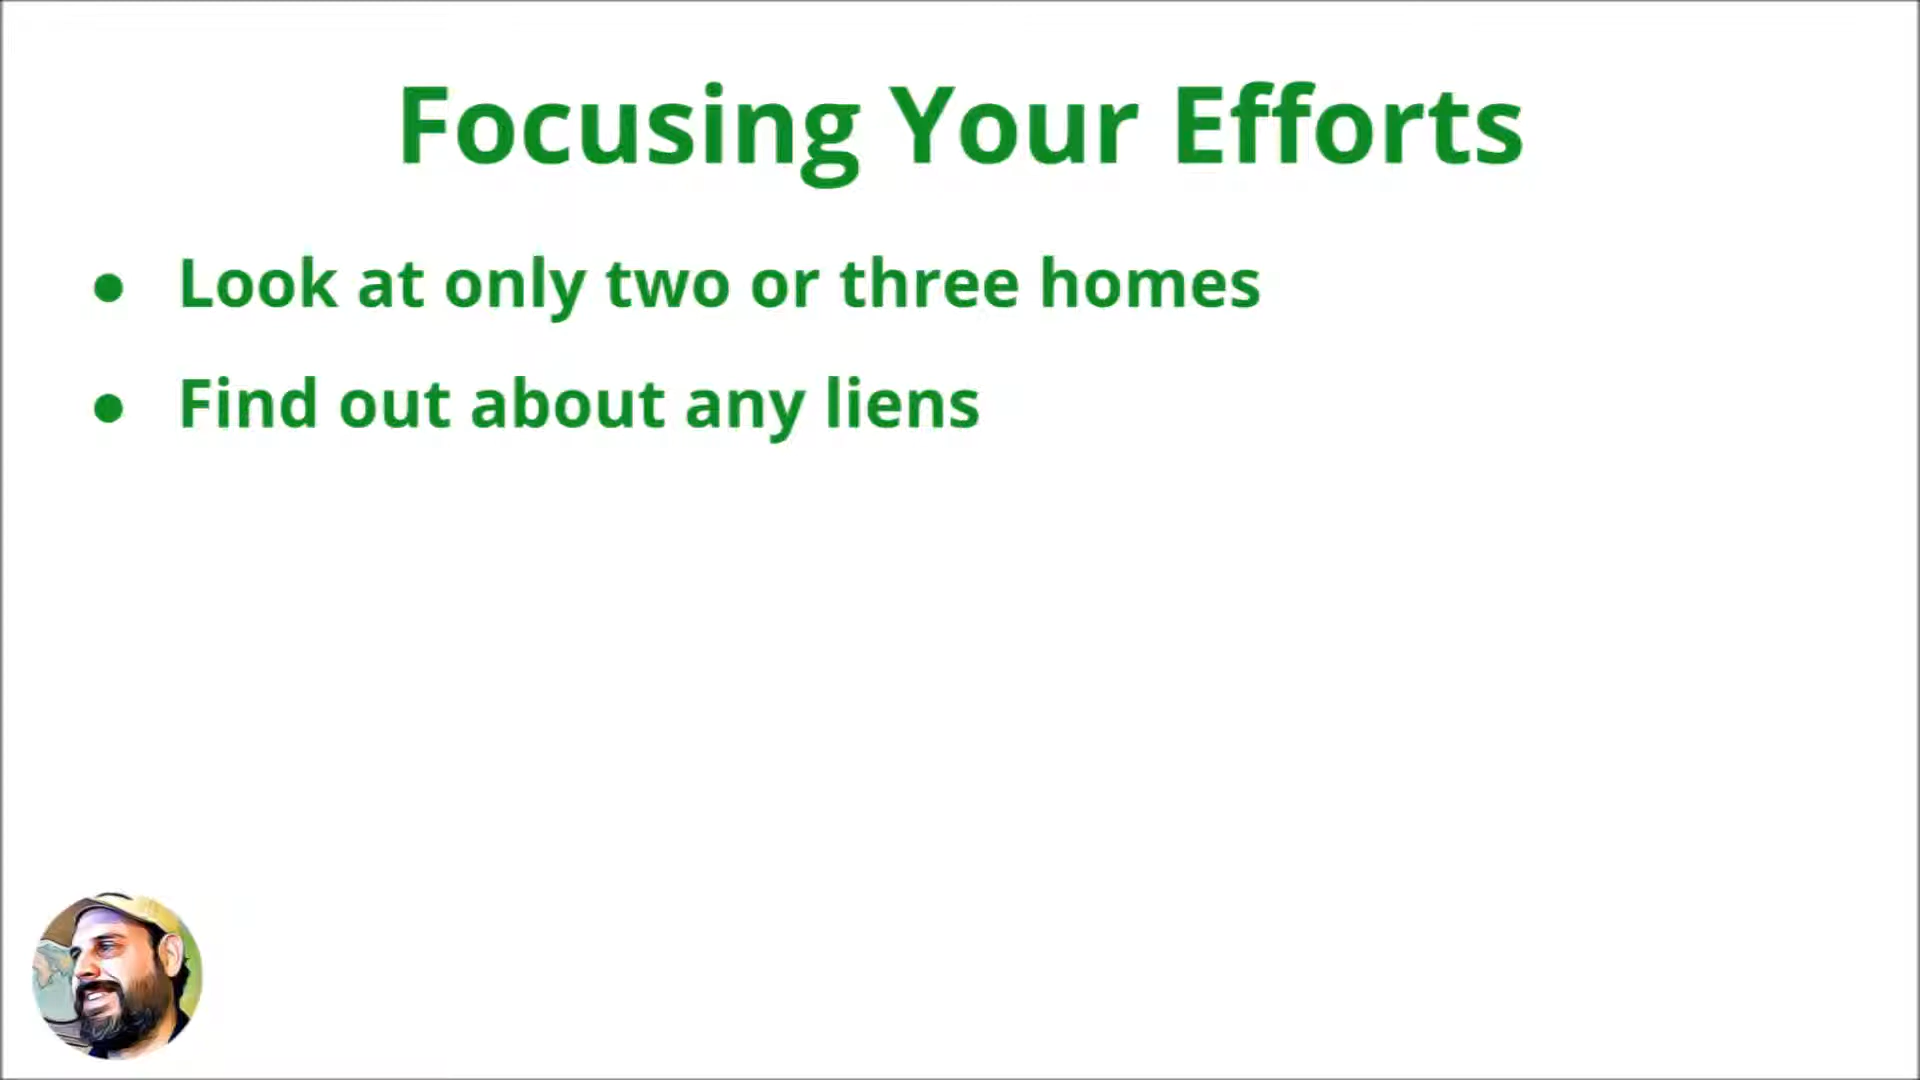 Focusing Your Efforts
● Look at only two or three homes
● Find out about any liens